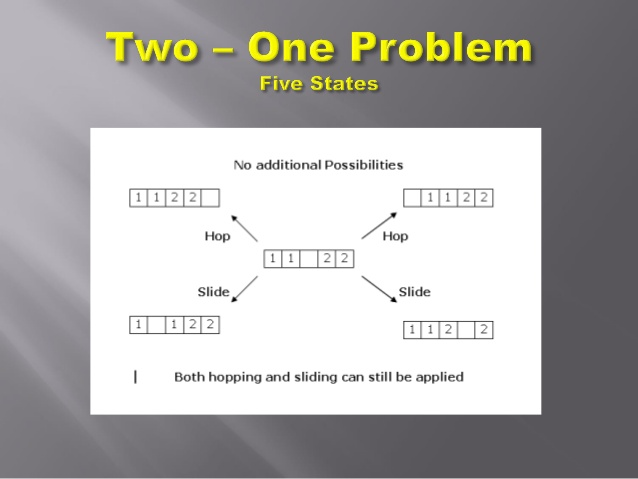 Two – One Problem
Five States
No additional Possibilities
1 1 2 2
1 1 2 2
Hop
Hop
1 1 2 2
Slide
Slide
1 1 2 2
1 1 2 2
| Both hopping and sliding can still be applied